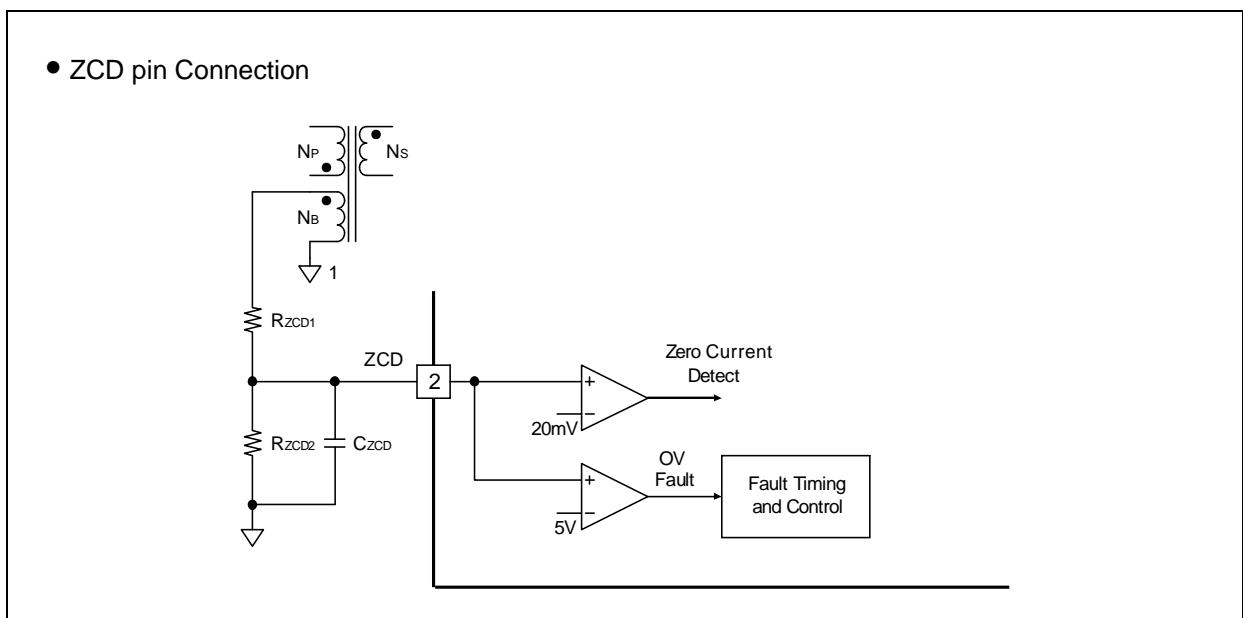 ● ZCD pin Connection
NP
NS
NB
1
RZCD1
ZCD
2
+
−
20mV
Zero Current
Detect
RZCD2
CZCD
+
−
5V
OV
Fault
Fault Timing
and Control